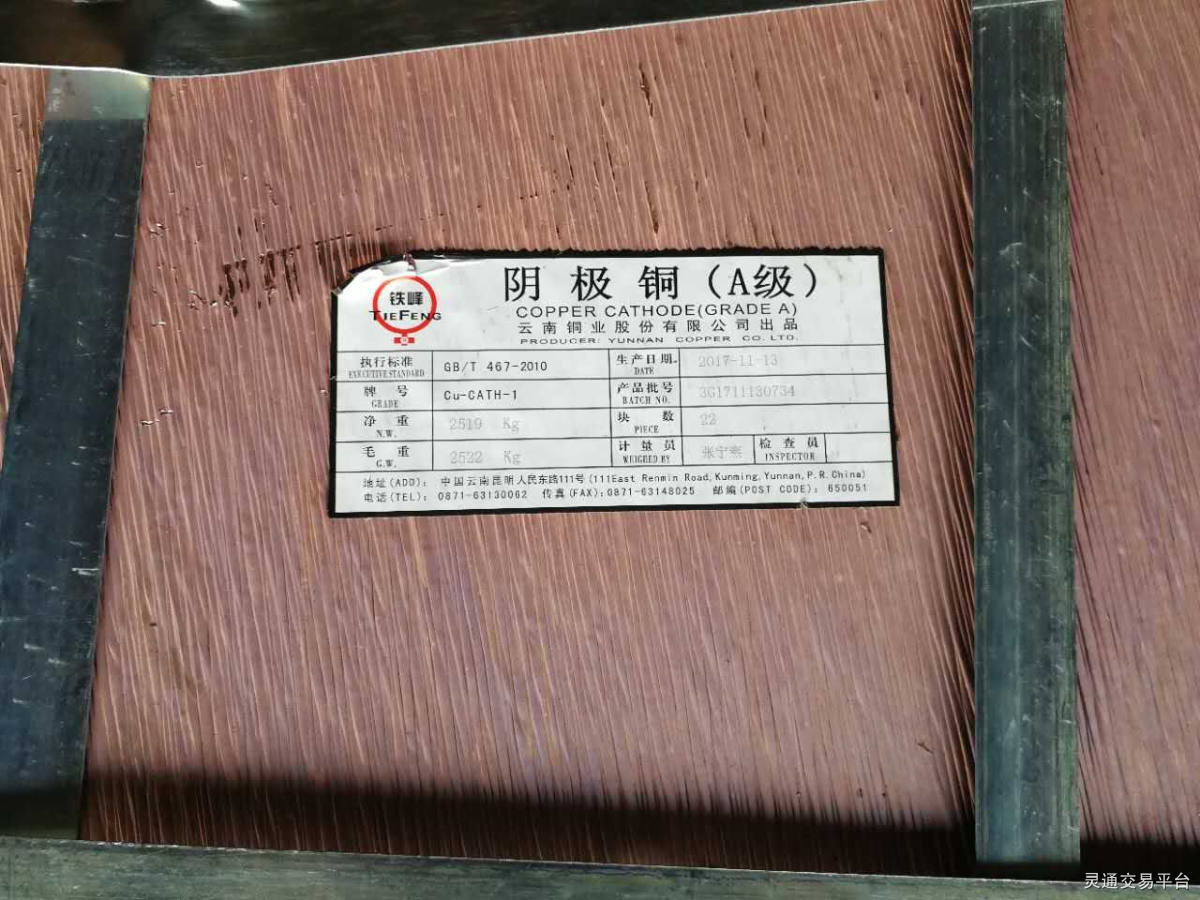 铁峰
TIEFENG
阴极铜(A级)
COPPER CATHODE(GRADE A)
云南铜业股份有限公司出品
PRODUCER: YUNNAN COPPER CO. LTD.
执行标准 GB/T 467-2010 生产日期 2017-11-13
EXECUTIVE STANDARD DATE
牌 号 Cu-CATH-1 产品批号 3G1711130734
GRADE BATCH NO.
净 重 2519 Kg 块 数 22
N.W. PIECE
毛 重 2522 Kg 计量员 张宁 检查员
G.W. WEIGHED BY INSPECTOR
地址(ADD): 中国云南昆明人民东路111号(111East Renmin Road,Kunming,Yunnan,P.R.China)
电话(TEL): 0871-63130062 传真(FAX):0871-63148025 邮编(POST CODE): 650051
灵通交易平台